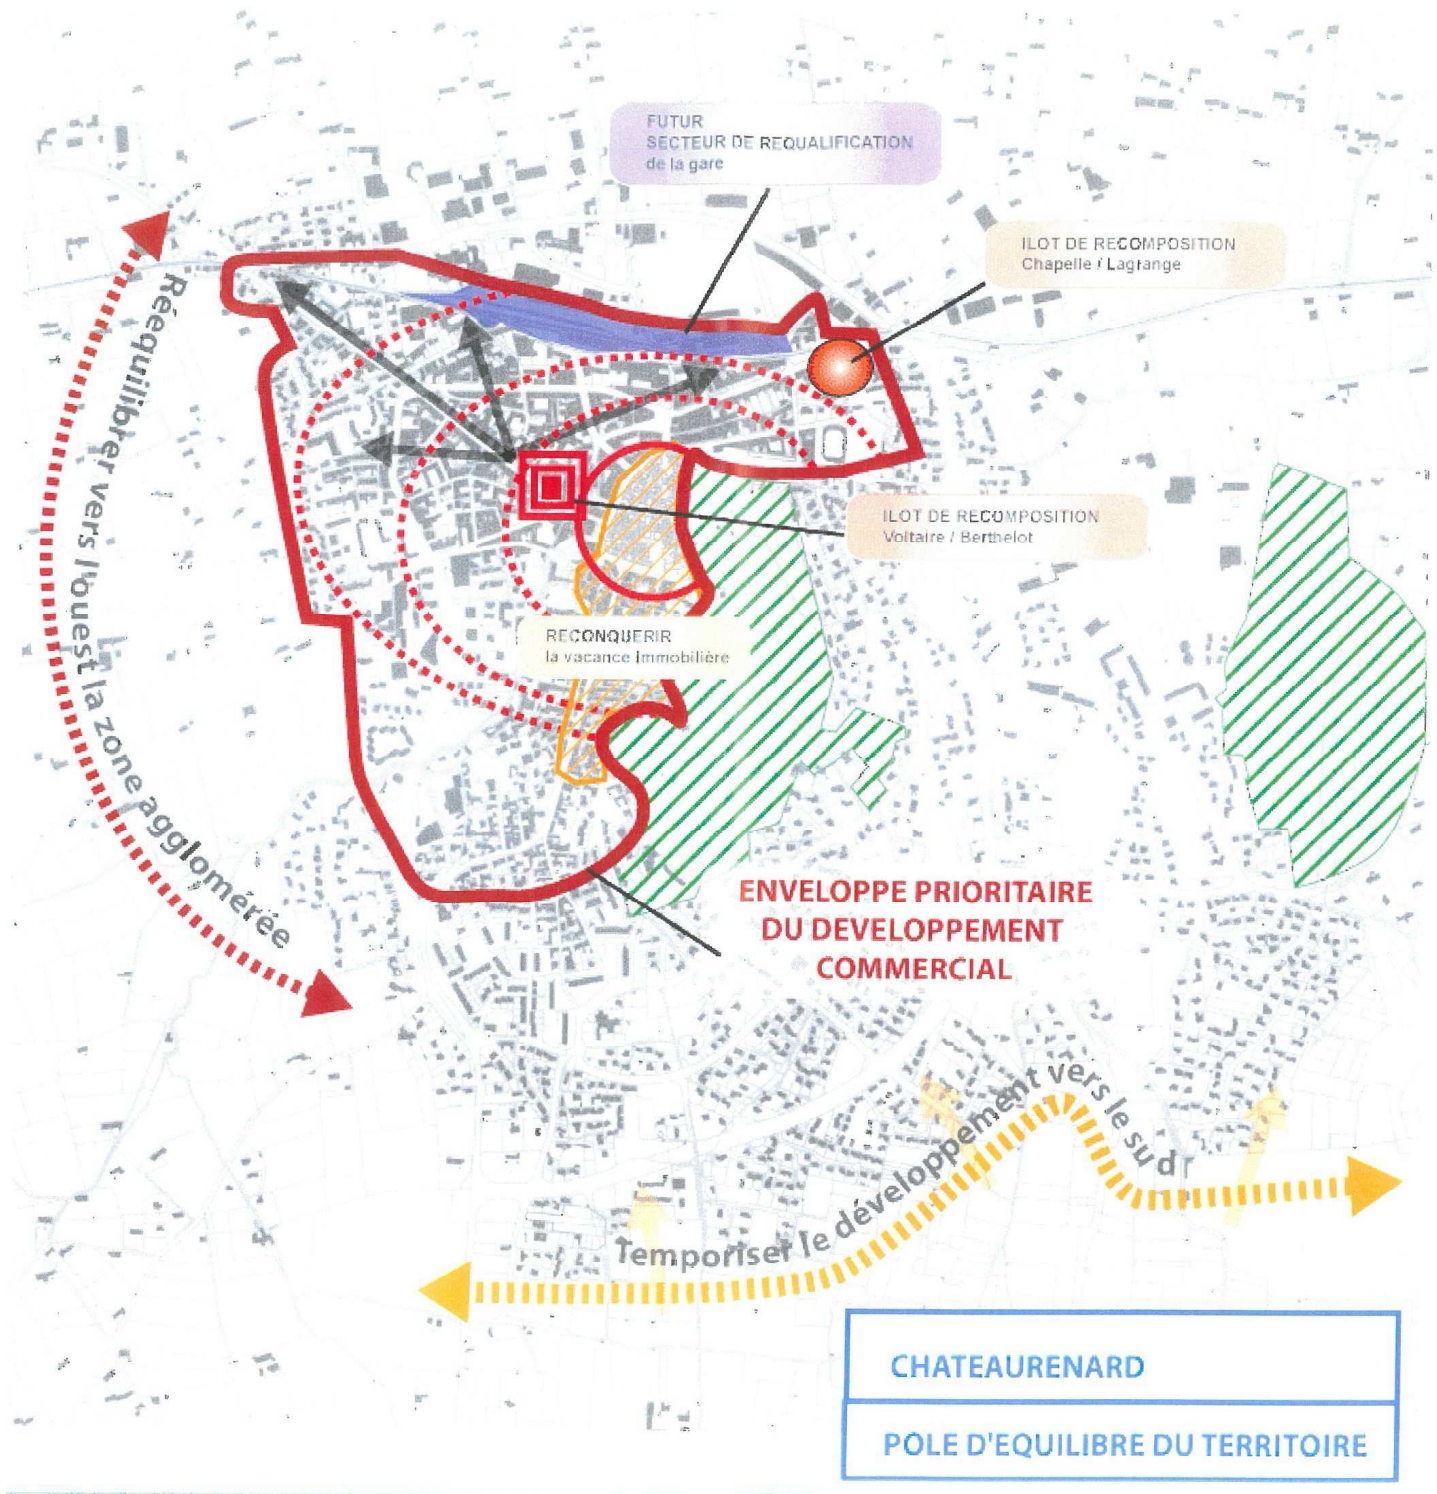 FUTUR
SECTEUR DE REQUALIFICATION
de la gare
ILOT DE RECOMPOSITION
Chapelle / Lagrange
Rééquilibrer vers l'ouest la zone agglomérée
ILOT DE RECOMPOSITION
Voltaire / Berthelot
RECONQUERIR
la vacance immobilière
ENVELOPPE PRIORITAIRE
DU DEVELOPPEMENT
COMMERCIAL
Temporiser le développement vers le sud
CHATEAURENARD
POLE D'EQUILIBRE DU TERRITOIRE